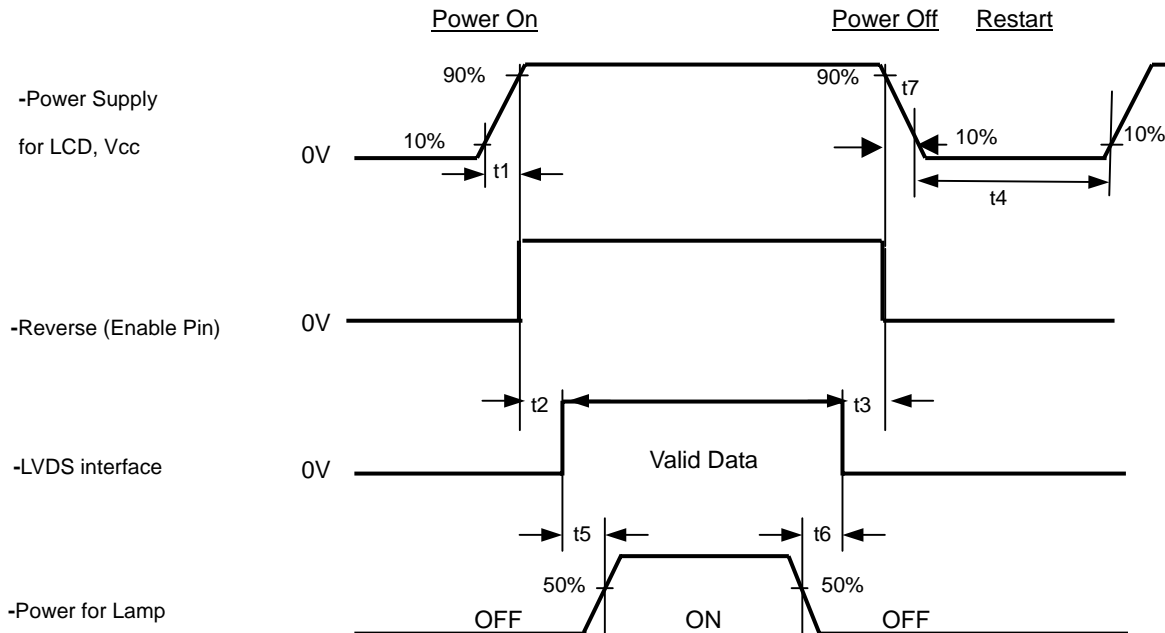 Power On
Power Off
Restart
90%
90%
t7
-Power Supply
for LCD, Vcc
0V
10%
t1
10%
10%
t4
-Reverse (Enable Pin)
0V
t2
t3
-LVDS interface
0V
Valid Data
t5
t6
50%
50%
-Power for Lamp
OFF
ON
OFF